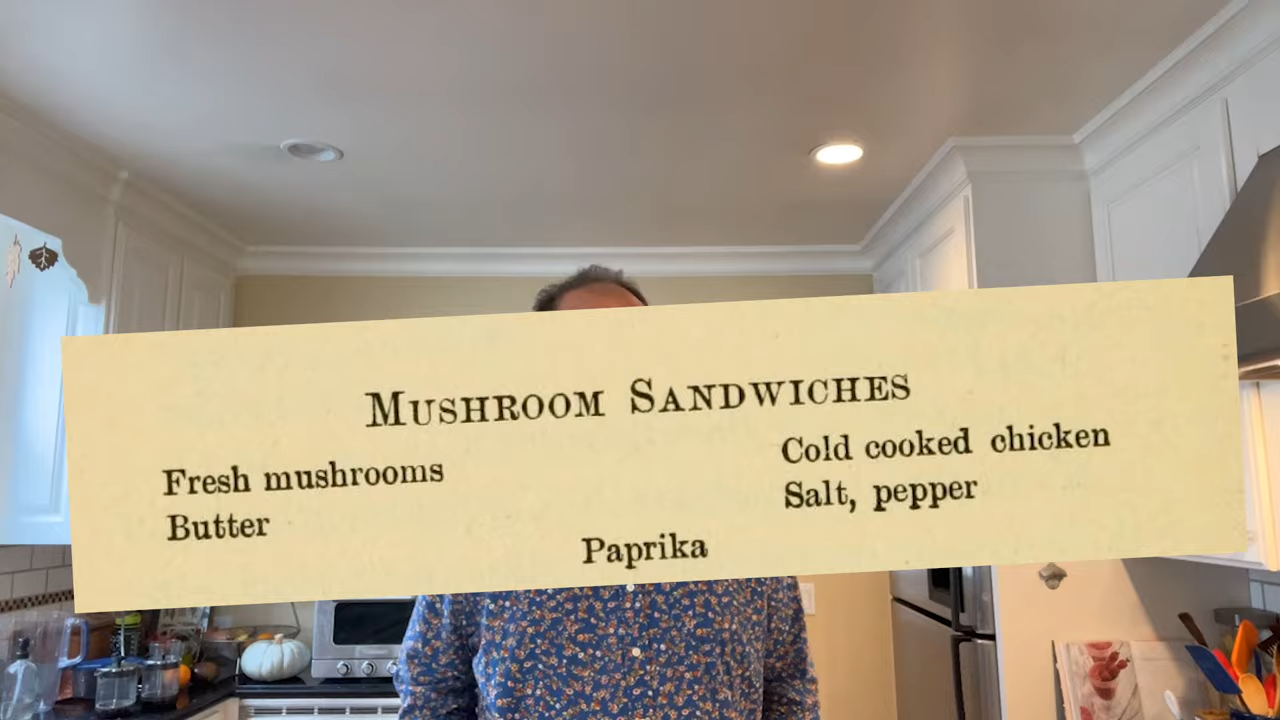 MUSHROOM SANDWICHES
Fresh mushrooms
Butter
Cold cooked chicken
Salt, pepper
Paprika